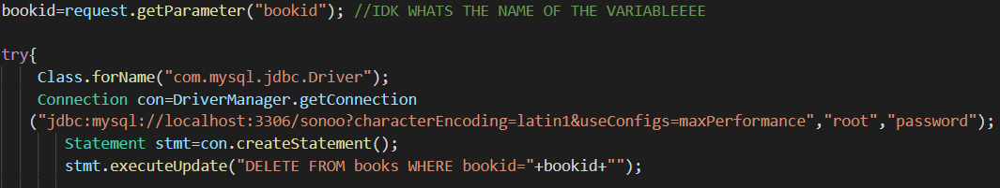 bookid=request.getParameter("bookid"); //IDK WHATS THE NAME OF THE VARIABLEEEE
try{
Class.forName("com.mysql.jdbc.Driver");
Connection con=DriverManager.getConnection
("jdbc:mysql://localhost:3306/sonoo?characterEncoding=latin1&useConfigs=maxPerformance","root","password");
Statement stmt=con.createStatement();
stmt.executeUpdate("DELETE FROM books WHERE bookid="+bookid+"");